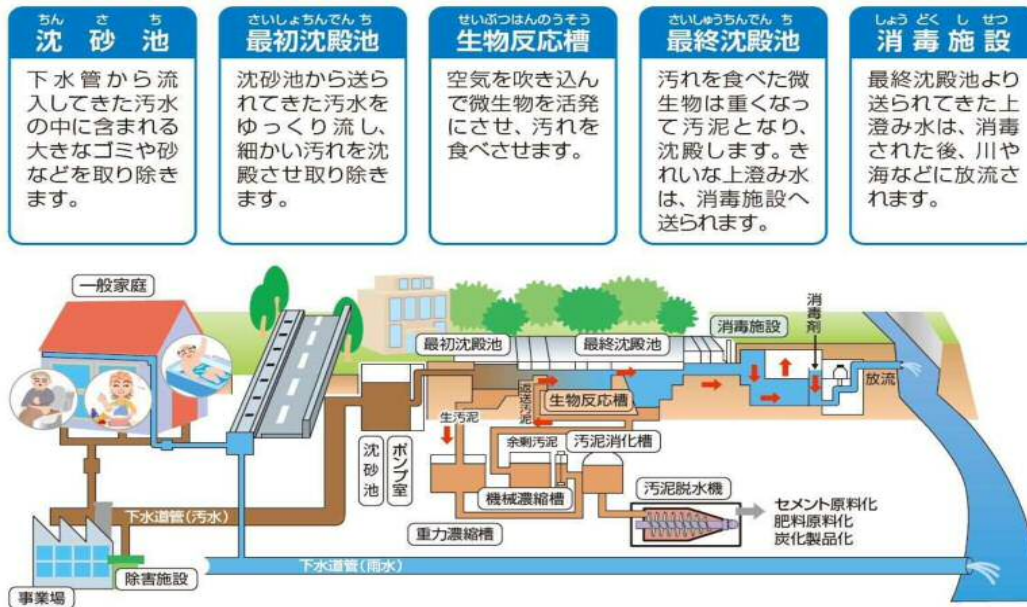 ちん さ ち
沈砂池
下水管から流
入してきた汚水
の中に含まれる
大きなゴミや砂
などを取り除き
ます。
さいしょちんでん ち
最初沈殿池
沈砂池から送ら
れてきた汚水を
ゆっくり流し、
細かい汚れを沈
殿させ取り除き
ます。
せいぶつはんのうそう
生物反応槽
空気を吹き込ん
で微生物を活発
にさせ、汚れを
食べさせます。
さいしゅうちんでん ち
最終沈殿池
汚れを食べた微
生物は重くなっ
て汚泥となり、
沈殿します。き
れいな上澄み水
は、消毒施設へ
送られます。
しょう どく し せつ
消毒施設
最終沈殿池より
送られてきた上
澄み水は、消毒
された後、川や
海などに放流さ
れます。
一般家庭
最初沈殿池
最終沈殿池
消毒施設
消毒剤
放流
生物反応槽
返送汚泥
生汚泥
余剰汚泥
汚泥消化槽
沈砂池
ポンプ室
機械濃縮槽
重力濃縮槽
汚泥脱水機
セメント原料化
肥料原料化
炭化製品化
下水道管(汚水)
下水道管(雨水)
除害施設
事業場